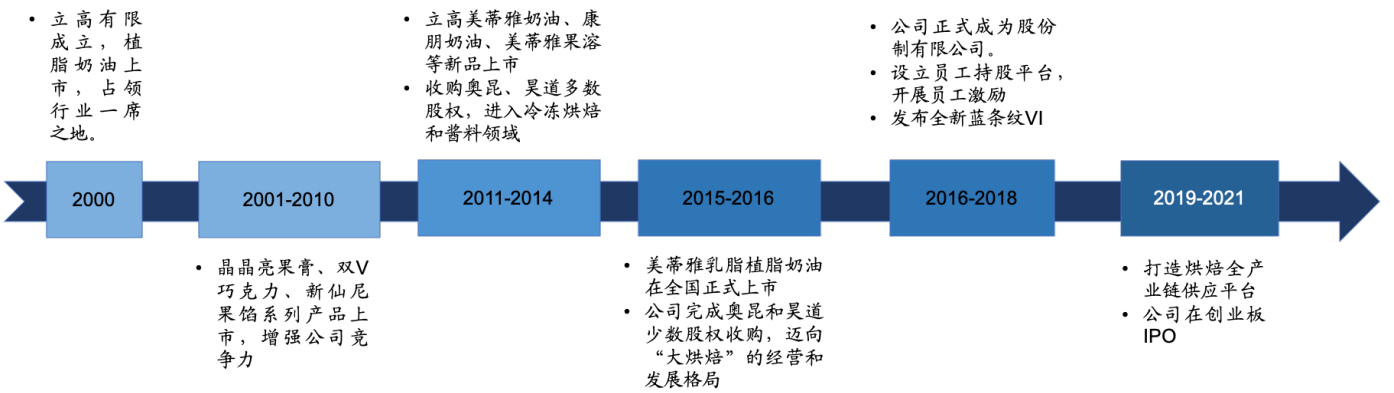 • 立高有限
成立，植
脂奶油上
市，占领
行业一席
之地。
• 立高美蒂雅奶油、康
朋奶油、美蒂雅果溶
等新品上市
• 收购奥昆、昊道多数
股权，进入冷冻烘焙
和酱料领域
• 公司正式成为股份
制有限公司。
• 设立员工持股平台，
开展员工激励
• 发布全新蓝条纹VI
2000
2001-2010
2011-2014
2015-2016
2016-2018
2019-2021
• 晶晶亮果膏、双V
巧克力、新仙尼
果馅系列产品上
市，增强公司竞
争力
• 美蒂雅乳脂植脂奶油
在全国正式上市
• 公司完成奥昆和昊道
少数股权收购，迈向
“大烘焙”的经营和
发展格局
• 打造烘焙全产
业链供应平台
• 公司在创业板
IPO